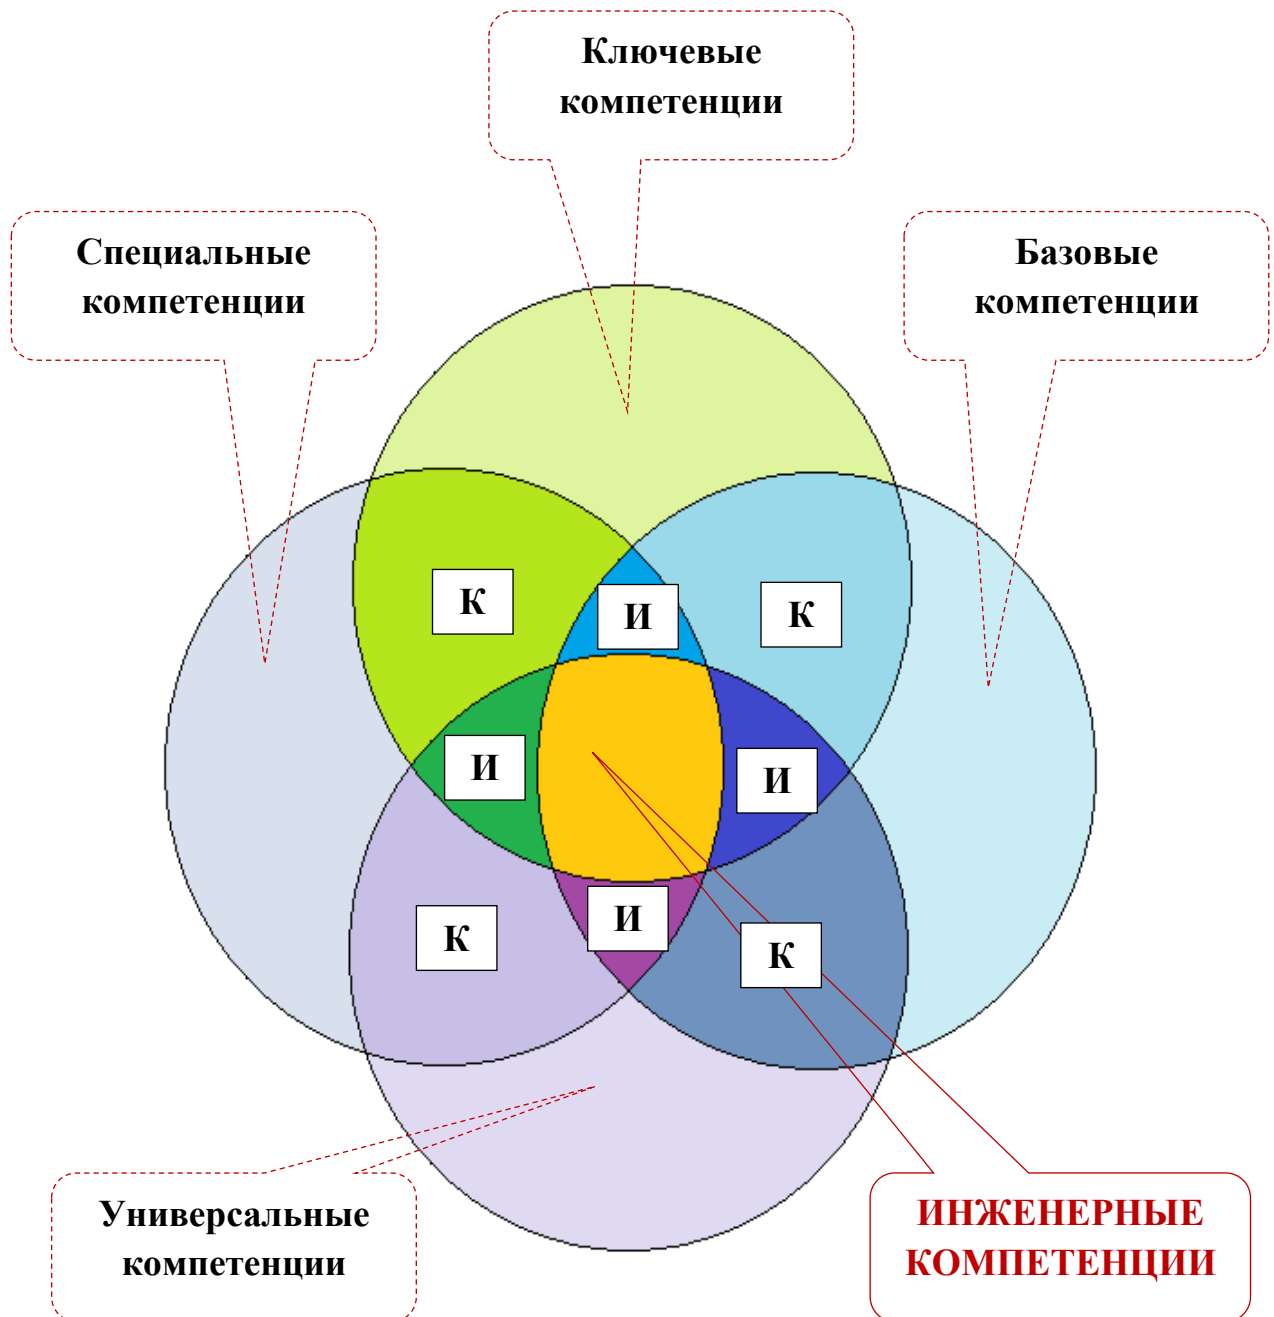 Ключевые
компетенции
Специальные
компетенции
Базовые
компетенции
К
И
К
И
И
К
И
К
Универсальные
компетенции
ИНЖЕНЕРНЫЕ
КОМПЕТЕНЦИИ